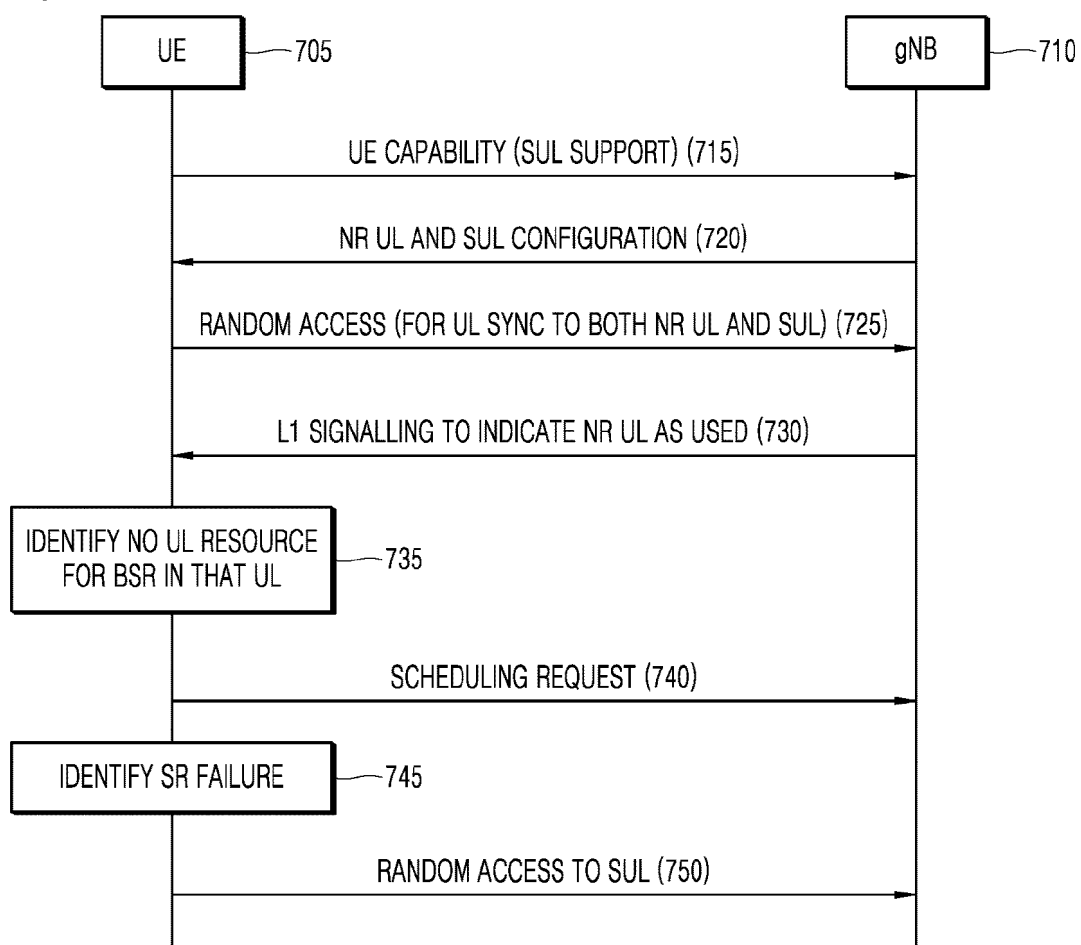 UE
705
gNB
710
UE CAPABILITY (SUL SUPPORT) (715)
NR UL AND SUL CONFIGURATION (720)
RANDOM ACCESS (FOR UL SYNC TO BOTH NR UL AND SUL) (725)
L1 SIGNALLING TO INDICATE NR UL AS USED (730)
IDENTIFY NO UL RESOURCE
FOR BSR IN THAT UL
735
SCHEDULING REQUEST (740)
IDENTIFY SR FAILURE
745
RANDOM ACCESS TO SUL (750)